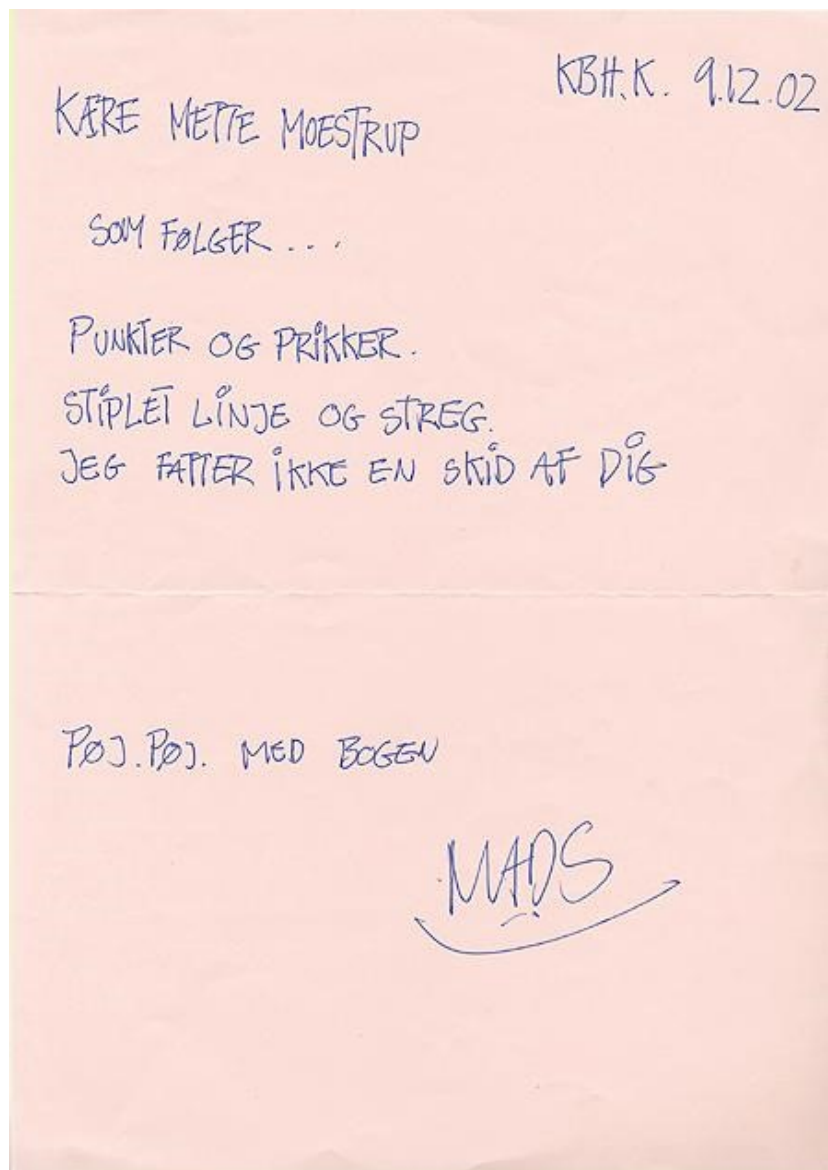 KBH.K. 9.12.02
KÆRE METTE MOESTRUP
SOM FØLGER ...
PUNKTER OG PRIKKER.
STIPLET LINJE OG STREG.
JEG FATTER IKKE EN SKID AF DIG
PØJ.PØJ. MED BOGEN
MADS